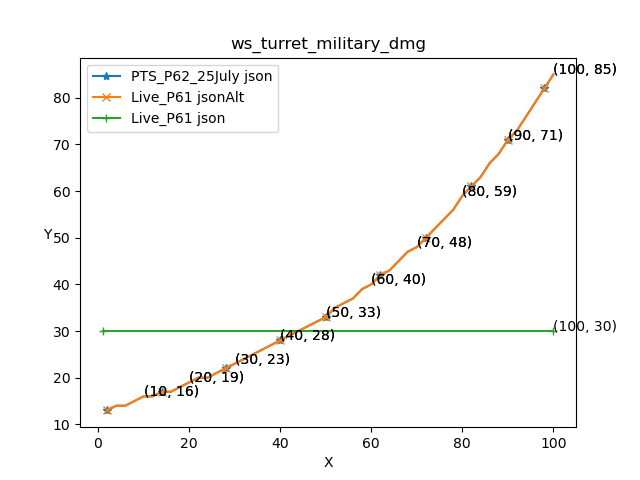 ws_turret_military_dmg
PTS_P62_25July json
Live_P61 jsonAlt
Live_P61 json
(100, 85)
(90, 71)
(80, 59)
(70, 48)
(60, 40)
(50, 33)
(100, 30)
(40, 28)
(30, 23)
(20, 19)
(10, 16)
Y
80
70
60
50
40
30
20
10
0 20 40 60 80 100
X